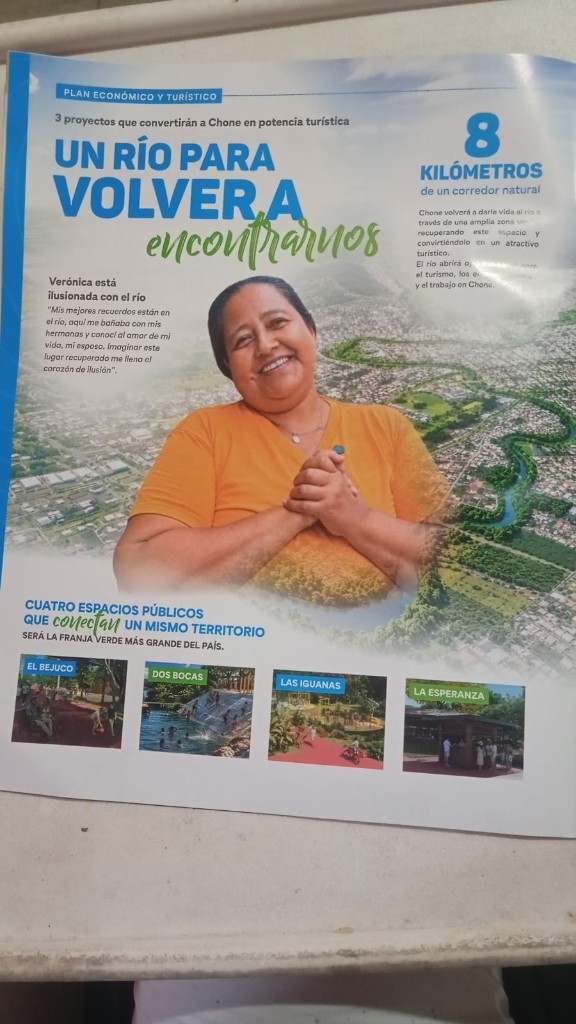 PLAN ECONÓMICO Y TURÍSTICO
3 proyectos que convertirán a Chone en potencia turística
UN RÍO PARA
VOLVER A
encontrarnos
8
KILÓMETROS
de un corredor natural
Chone volverá a darle vida al río a
través de una amplia zona
recuperando este espacio y
convirtiéndolo en un atractivo
turístico.
El río abrirá
el turismo, los
y el trabajo en Chone.
Verónica está
ilusionada con el río
"Mis mejores recuerdos están en
el río, aquí me bañaba con mis
hermanas y conocí al amor de mi
vida, mi esposo. Imaginar este
lugar recuperado me llena el
corazón de ilusión".
CUATRO ESPACIOS PÚBLICOS
QUE conectan UN MISMO TERRITORIO
SERÁ LA FRANJA VERDE MÁS GRANDE DEL PAÍS.
EL BEJUCO
DOS BOCAS
LAS IGUANAS
LA ESPERANZA